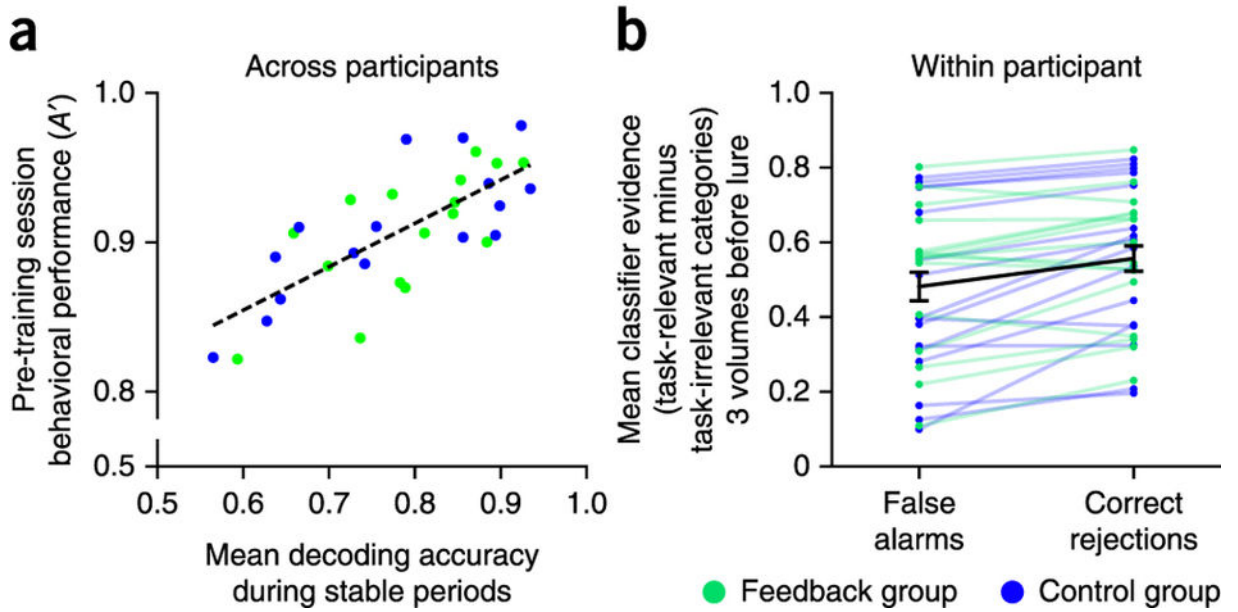 a
Across participants
Pre-training session
behavioral performance (A′)
1.0
0.9
0.8
0.5
0.5 0.6 0.7 0.8 0.9 1.0
Mean decoding accuracy
during stable periods
b
Within participant
Mean classifier evidence
(task-relevant minus
task-irrelevant categories)
3 volumes before lure
1.0
0.8
0.6
0.4
0.2
0
False
alarms
Correct
rejections
Feedback group Control group